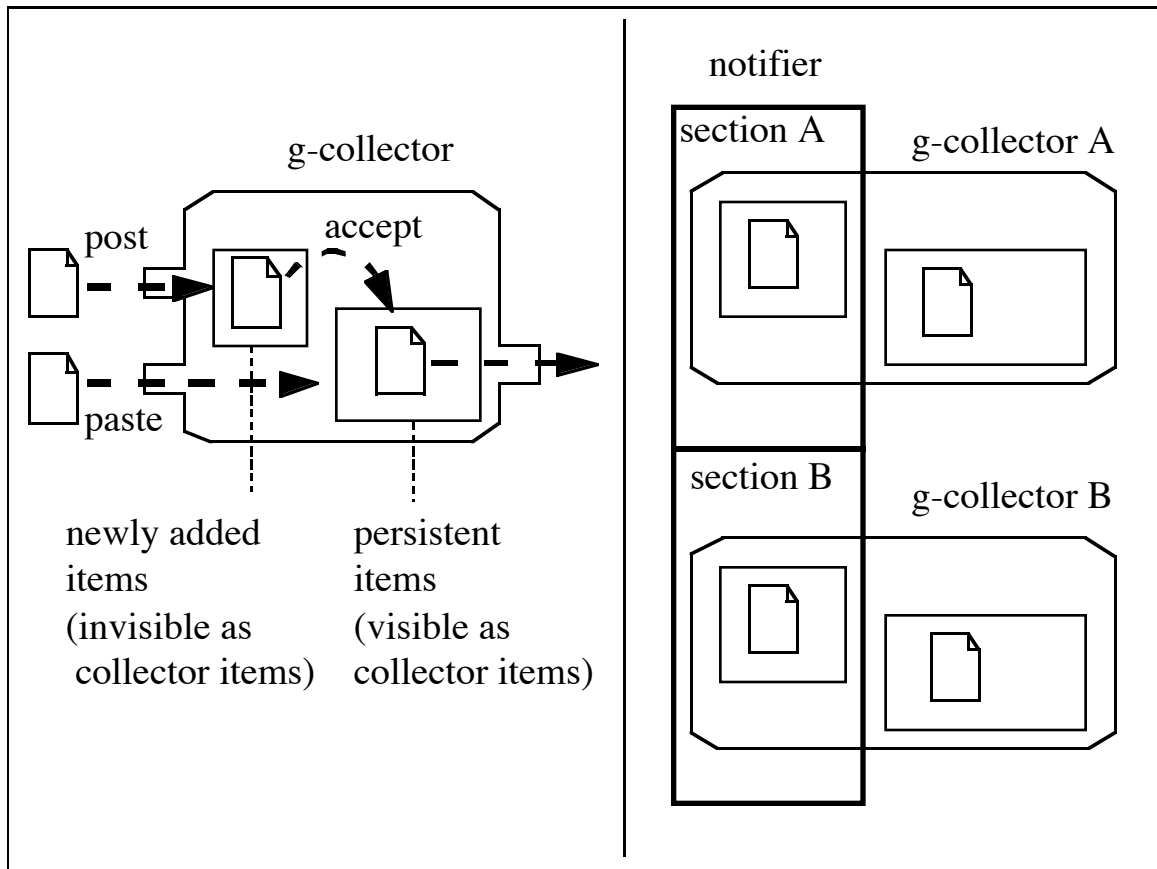 g-collector
post
accept
paste
newly added
items
(invisible as
collector items)
persistent
items
(visible as
collector items)
notifier
section A
g-collector A
section B
g-collector B